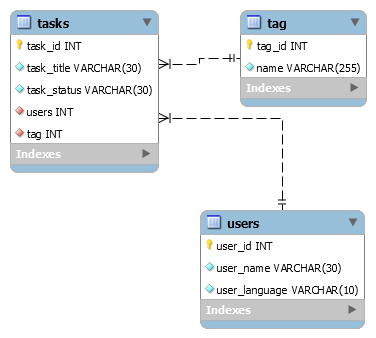 tasks
task_id INT
task_title VARCHAR(30)
task_status VARCHAR(30)
users INT
tag INT
Indexes
tag
tag_id INT
name VARCHAR(255)
Indexes
users
user_id INT
user_name VARCHAR(30)
user_language VARCHAR(10)
Indexes